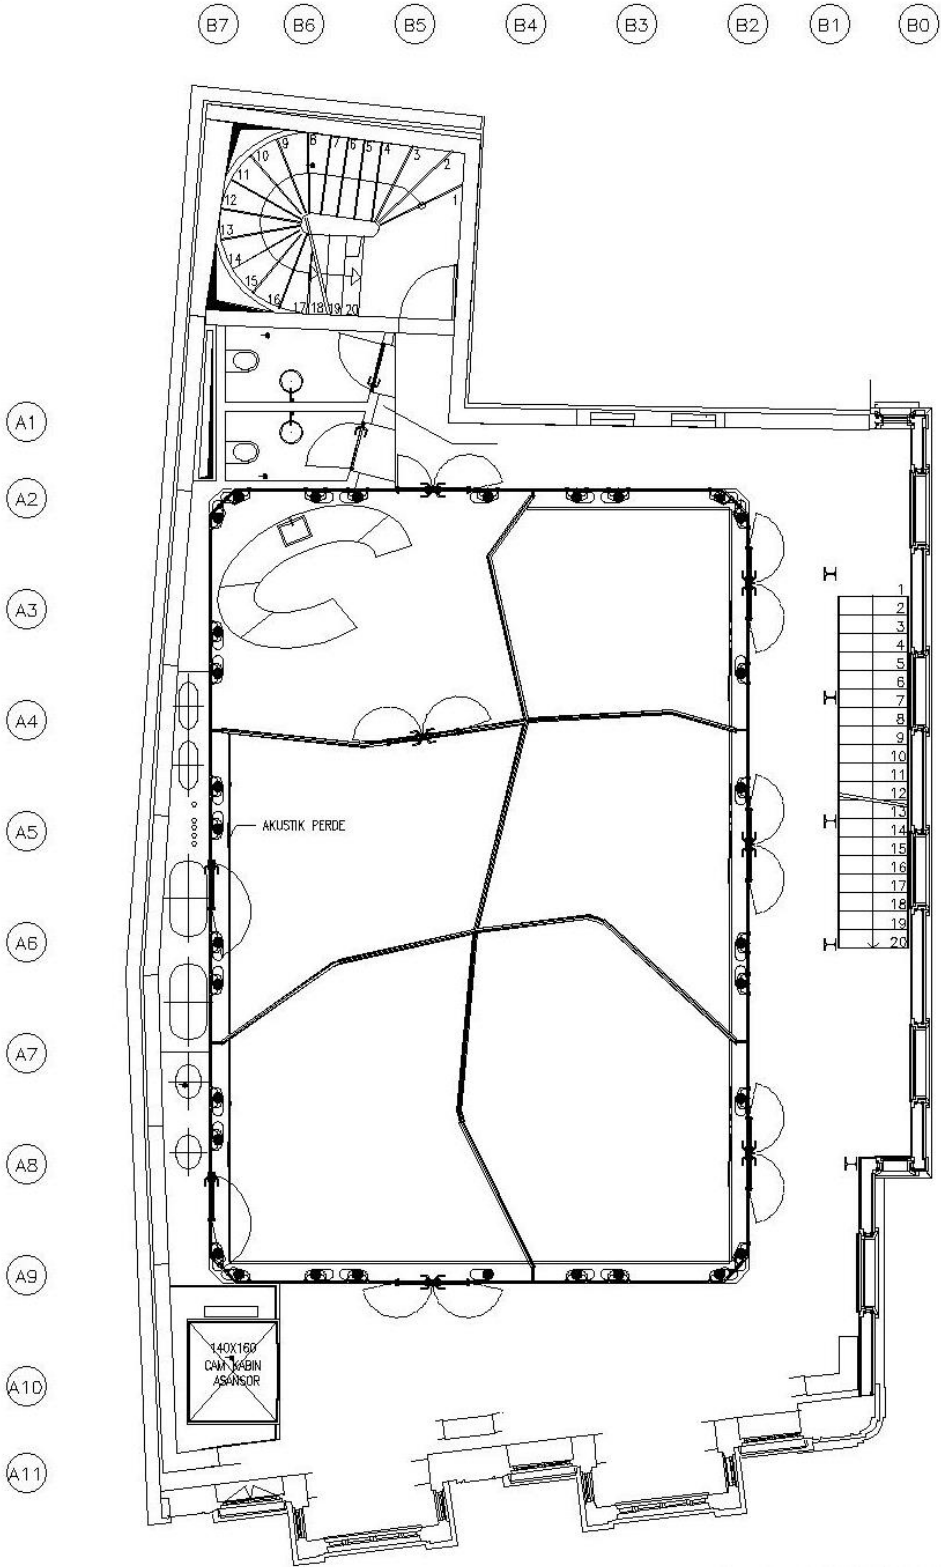 B7 B6 B5 B4 B3 B2 B1 B0
8 7 6 5 4
9
3
10
2
11
1
12
13
14
15
16
17 18 19 20
A1
A2
A3
1
2
3
4
5
6
7
8
9
10
11
12
13
14
15
16
17
18
19
20
A4
A5
AKUSTIK PERDE
A6
A7
A8
A9
140X160
CAM KABIN
ASANSOR
A10
A11